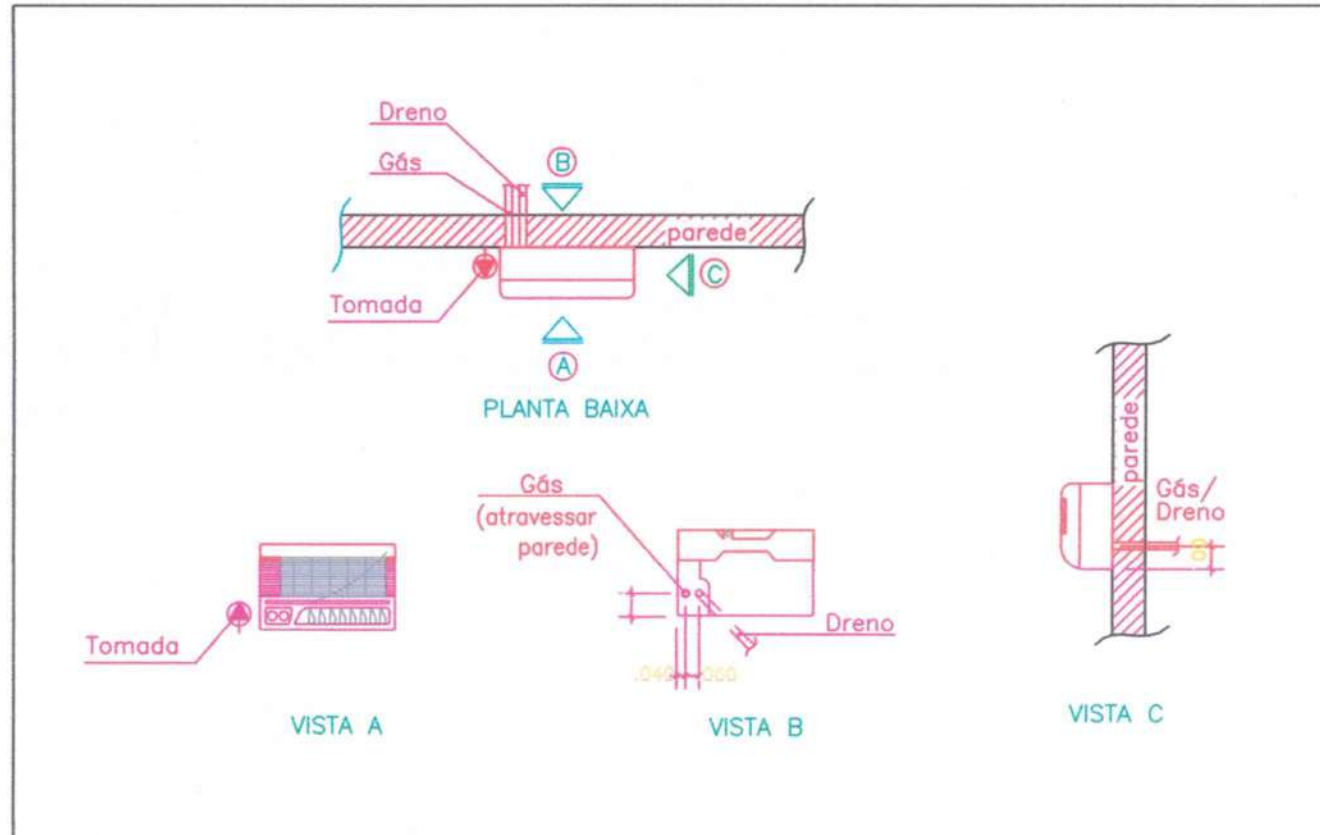 Dreno
Gás
B
parede
C
Tomada
A
PLANTA BAIXA
Gás
(atravessar
parede)
Dreno
.040
.060
VISTA B
Tomada
VISTA A
parede
Gás/
Dreno
VISTA C